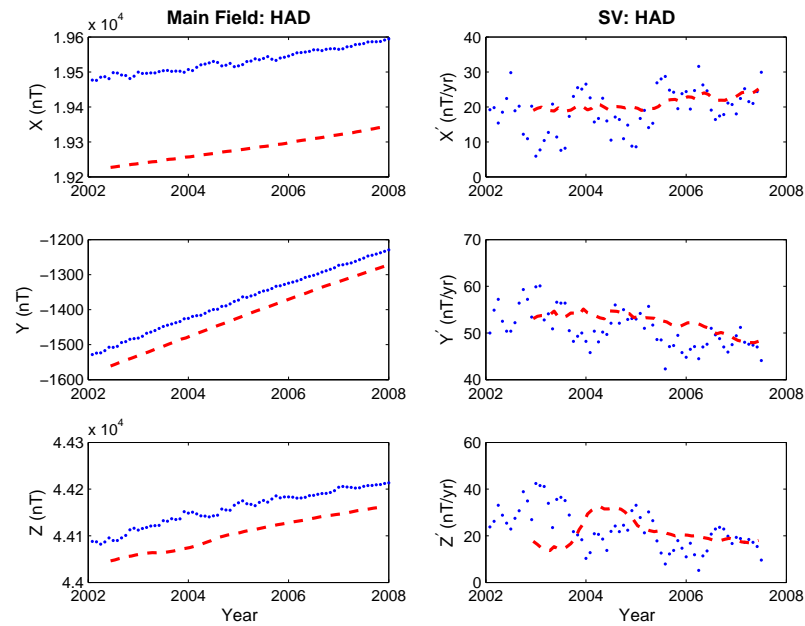 Main Field: HAD
x 10^4
1.96
1.95
1.94
1.93
1.92
X (nT)
2002 2004 2006 2008
SV: HAD
40
30
20
10
0
X′ (nT/yr)
2002 2004 2006 2008
−1200
−1300
−1400
−1500
−1600
Y (nT)
2002 2004 2006 2008
70
60
50
40
Y′ (nT/yr)
2002 2004 2006 2008
x 10^4
4.43
4.42
4.41
4.4
Z (nT)
2002 2004 2006 2008
Year
60
40
20
0
Z′ (nT/yr)
2002 2004 2006 2008
Year